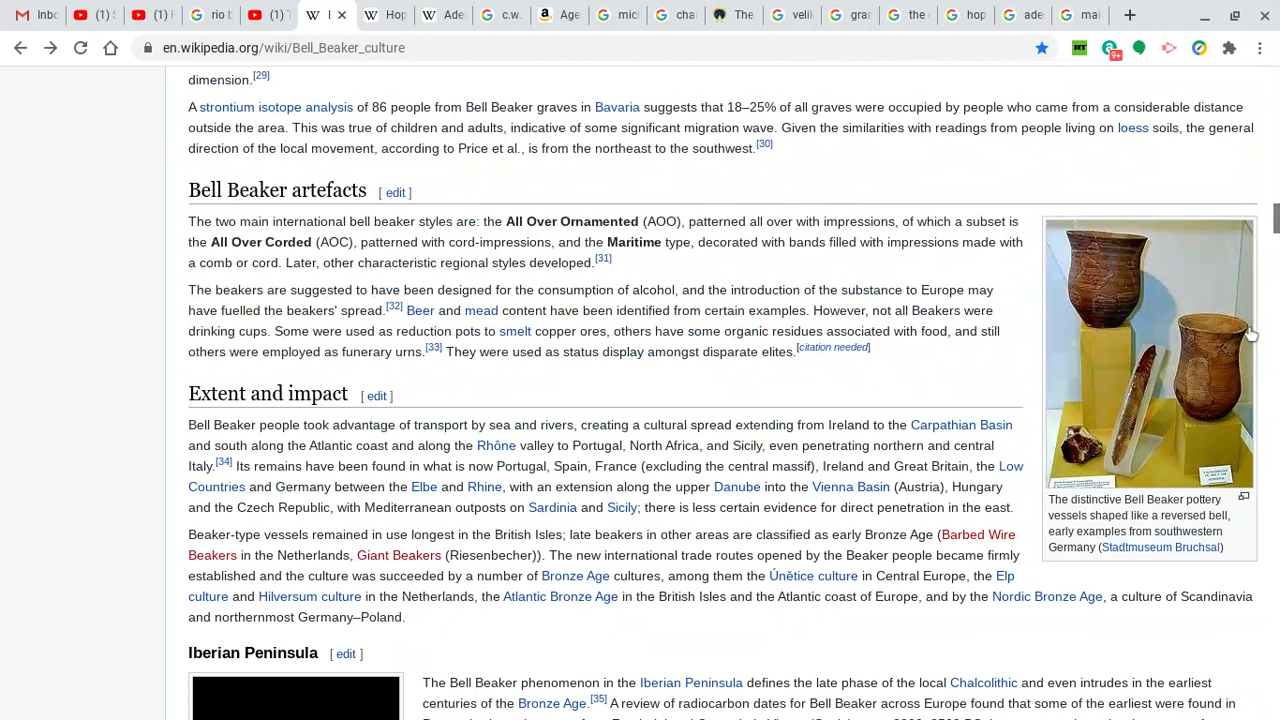 Inbo (1) S (1) F rio b (1) T E Hop Ade c.w. Age mich char The velik gran the hop ade mai
en.wikipedia.org/wiki/Bell_Beaker_culture
9+
dimension.[29]
A strontium isotope analysis of 86 people from Bell Beaker graves in Bavaria suggests that 18–25% of all graves were occupied by people who came from a considerable distance
outside the area. This was true of children and adults, indicative of some significant migration wave. Given the similarities with readings from people living on loess soils, the general
direction of the local movement, according to Price et al., is from the northeast to the southwest.[30]
Bell Beaker artefacts [ edit ]
The two main international bell beaker styles are: the All Over Ornamented (AOO), patterned all over with impressions, of which a subset is
the All Over Corded (AOC), patterned with cord-impressions, and the Maritime type, decorated with bands filled with impressions made with
a comb or cord. Later, other characteristic regional styles developed.[31]
The beakers are suggested to have been designed for the consumption of alcohol, and the introduction of the substance to Europe may
have fuelled the beakers' spread.[32] Beer and mead content have been identified from certain examples. However, not all Beakers were
drinking cups. Some were used as reduction pots to smelt copper ores, others have some organic residues associated with food, and still
others were employed as funerary urns.[33] They were used as status display amongst disparate elites.[citation needed]
The distinctive Bell Beaker pottery
vessels shaped like a reversed bell,
early examples from southwestern
Germany (Stadtmuseum Bruchsal)
Extent and impact [ edit ]
Bell Beaker people took advantage of transport by sea and rivers, creating a cultural spread extending from Ireland to the Carpathian Basin
and south along the Atlantic coast and along the Rhône valley to Portugal, North Africa, and Sicily, even penetrating northern and central
Italy.[34] Its remains have been found in what is now Portugal, Spain, France (excluding the central massif), Ireland and Great Britain, the Low
Countries and Germany between the Elbe and Rhine, with an extension along the upper Danube into the Vienna Basin (Austria), Hungary
and the Czech Republic, with Mediterranean outposts on Sardinia and Sicily; there is less certain evidence for direct penetration in the east.
Beaker-type vessels remained in use longest in the British Isles; late beakers in other areas are classified as early Bronze Age (Barbed Wire
Beakers in the Netherlands, Giant Beakers (Riesenbecher)). The new international trade routes opened by the Beaker people became firmly
established and the culture was succeeded by a number of Bronze Age cultures, among them the Únětice culture in Central Europe, the Elp
culture and Hilversum culture in the Netherlands, the Atlantic Bronze Age in the British Isles and the Atlantic coast of Europe, and by the Nordic Bronze Age, a culture of Scandinavia
and northernmost Germany–Poland.
Iberian Peninsula [ edit ]
The Bell Beaker phenomenon in the Iberian Peninsula defines the late phase of the local Chalcolithic and even intrudes in the earliest
centuries of the Bronze Age.[35] A review of radiocarbon dates for Bell Beaker across Europe found that some of the earliest were found in